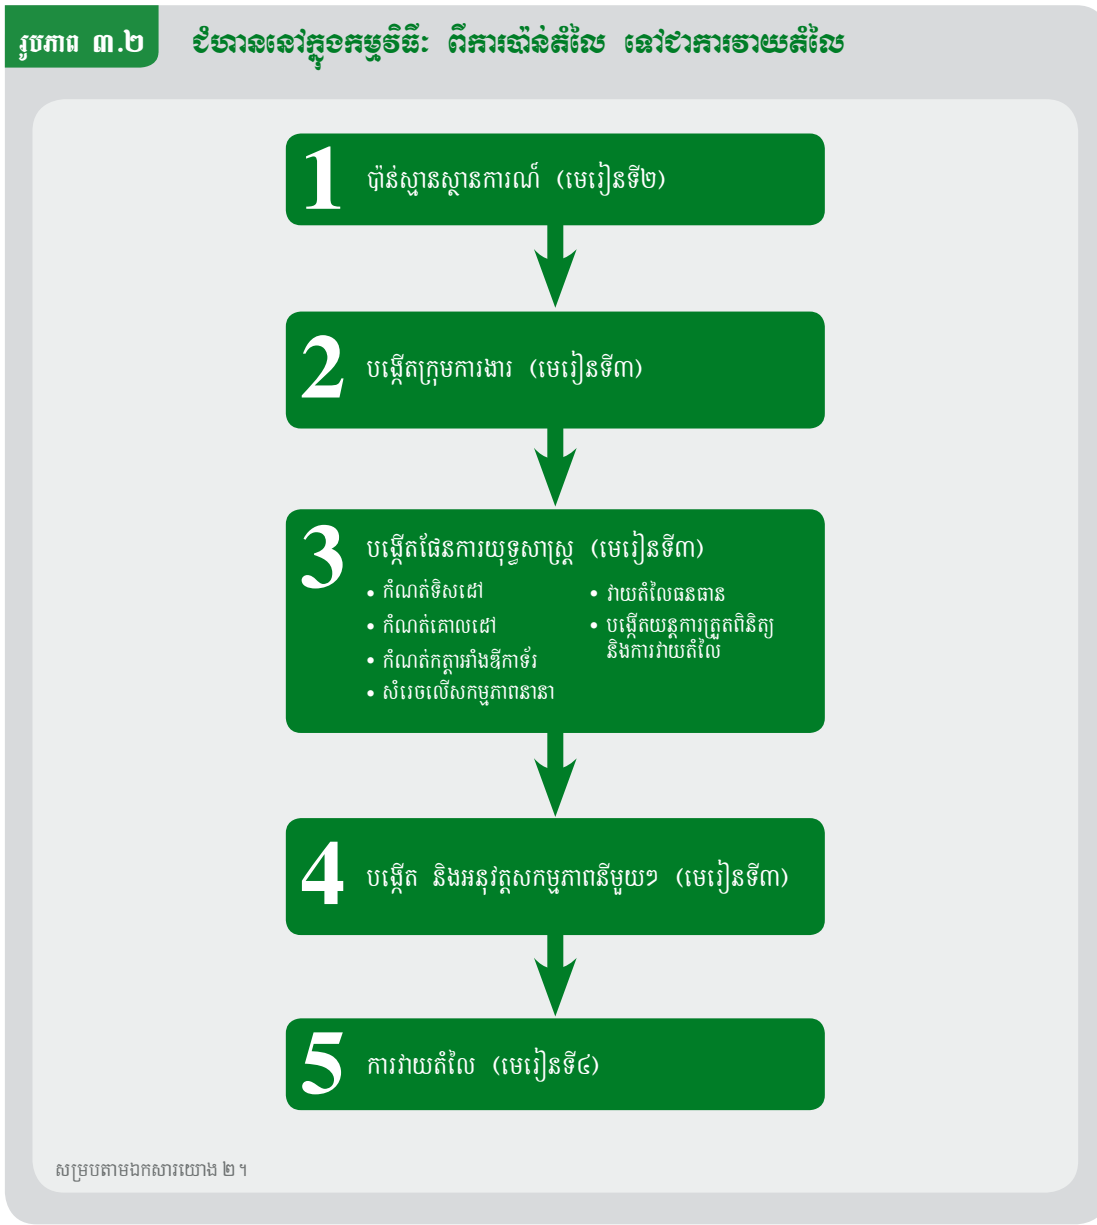 រូបភាព ៣.២
ជំហាននៅក្នុងកម្មវិធី: ពីការប៉ាន់តំលៃ ទៅជាការវាយតំលៃ
1 ប៉ាន់ស្មានស្ថានការណ៍ (មេរៀនទី២)
2 បង្កើតក្រុមការងារ (មេរៀនទី៣)
3 បង្កើតផែនការយុទ្ធសាស្ត្រ (មេរៀនទី៣)
• កំណត់ទិសដៅ
• កំណត់គោលដៅ
• កំណត់កត្តាអាំងឌីកាទ័រ
• សំរេចលើសកម្មភាពនានា
• វាយតំលៃធនធាន
• បង្កើតយន្តការត្រួតពិនិត្យ
និងការវាយតំលៃ
4 បង្កើត និងអនុវត្តសកម្មភាពនីមួយៗ (មេរៀនទី៣)
5 ការវាយតំលៃ (មេរៀនទី៤)
សម្របតាមឯកសារយោង ២។